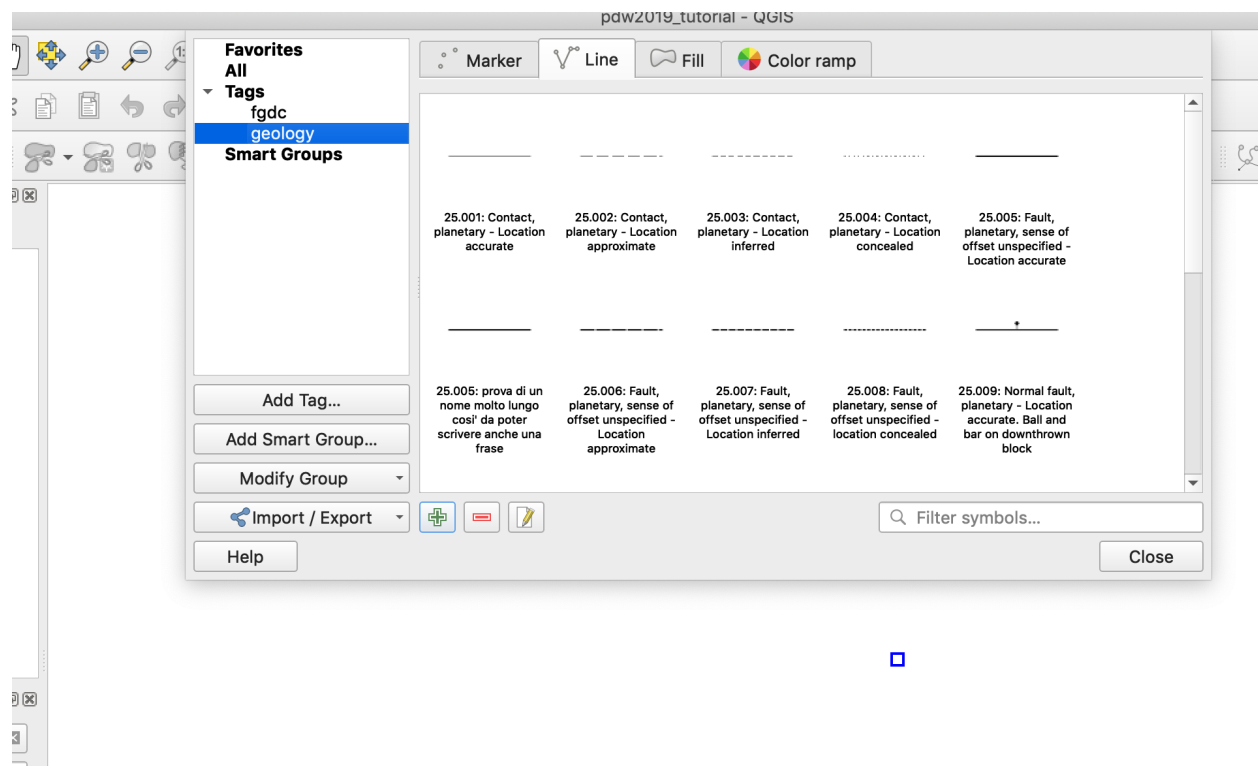 pdw2019_tutorial - QGIS
Favorites
All
Tags
fgdc
geology
Smart Groups
Add Tag...
Add Smart Group...
Modify Group
Import / Export
Help
Marker
Line
Fill
Color ramp
25.001: Contact,
planetary - Location
accurate
25.002: Contact,
planetary - Location
approximate
25.003: Contact,
planetary - Location
inferred
25.004: Contact,
planetary - Location
concealed
25.005: Fault,
planetary, sense of
offset unspecified -
Location accurate
25.005: prova di un
nome molto lungo
cosi' da poter
scrivere anche una
frase
25.006: Fault,
planetary, sense of
offset unspecified -
Location
approximate
25.007: Fault,
planetary, sense of
offset unspecified -
Location inferred
25.008: Fault,
planetary, sense of
offset unspecified -
location concealed
25.009: Normal fault,
planetary - Location
accurate. Ball and
bar on downthrown
block
Filter symbols...
Close